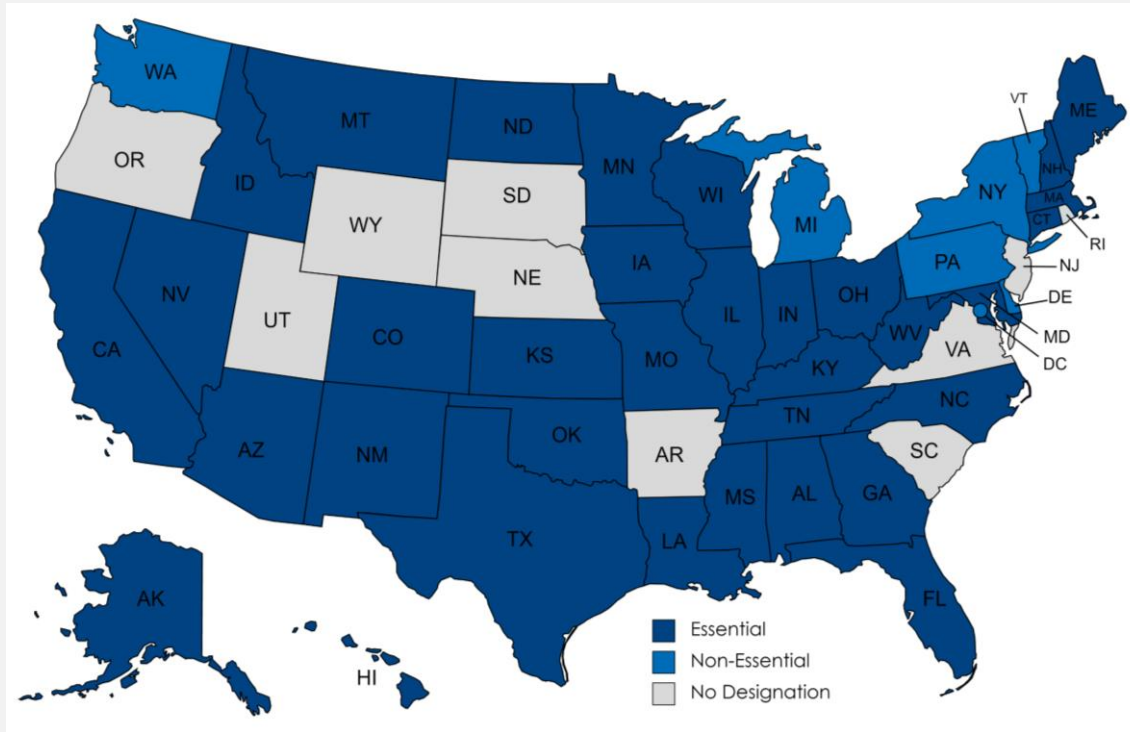 WA
MT
ND
MN
ME
VT
OR
ID
WY
SD
WI
MI
NY
NH
MA
CT
RI
NV
UT
CO
NE
IA
IL
IN
OH
PA
NJ
DE
MD
DC
CA
KS
MO
KY
WV
VA
AZ
NM
OK
AR
TN
NC
SC
TX
LA
MS
AL
GA
FL
AK
HI
Essential
Non-Essential
No Designation